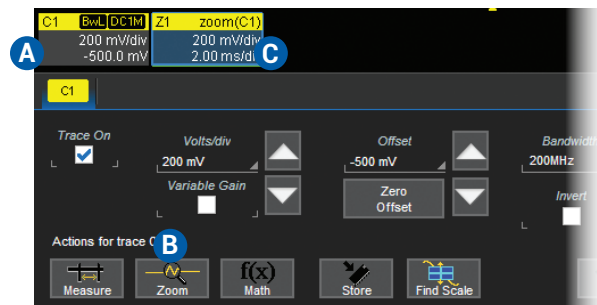 C1 BwL DC1M Z1 zoom(C1)
200 mV/div 200 mV/div
A -500.0 mV 2.00 ms/div C
C1
Trace On Volts/div Offset Bandwidth
200 mV -500 mV 200MHz
Variable Gain Zero Offset Invert
Actions for trace B
Measure Zoom f(x) Math Store Find Scale